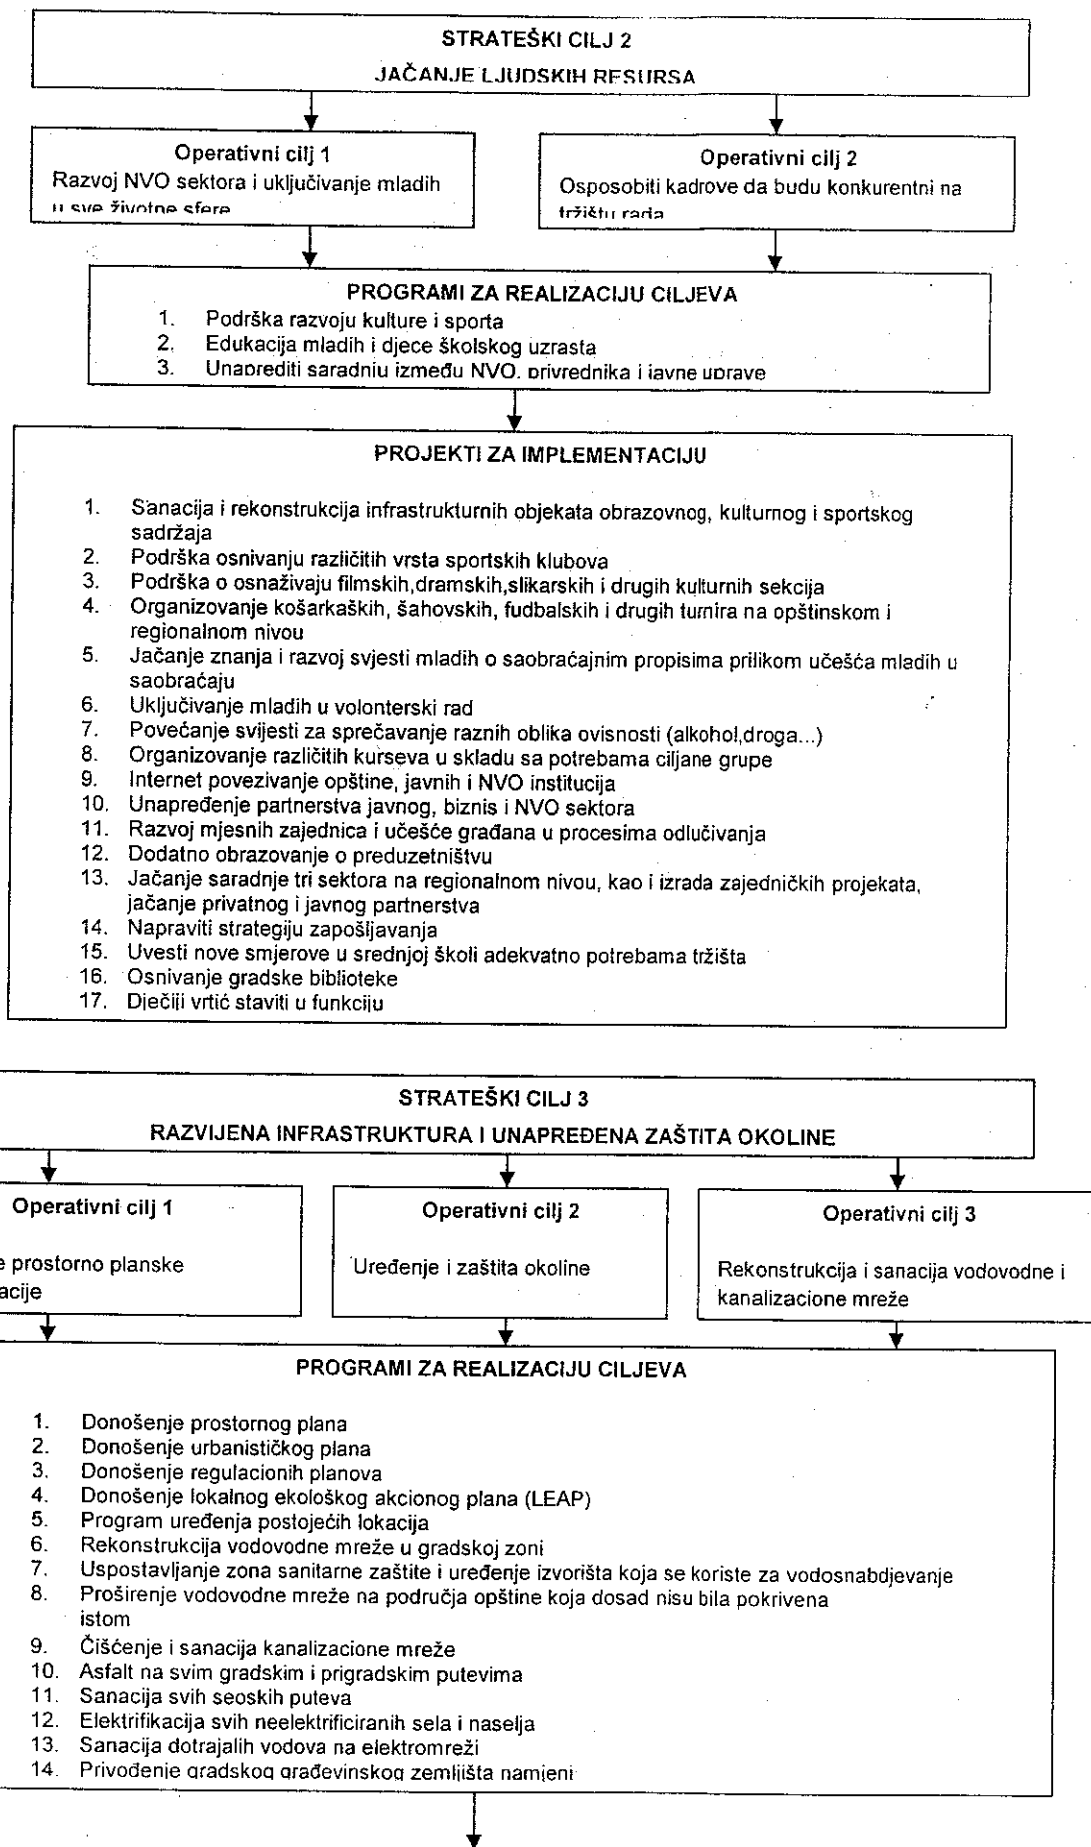 STRATEŠKI CILJ 2
JAČANJE LJUDSKIH RESURSA
Operativni cilj 1
Razvoj NVO sektora i uključivanje mladih
u sve životne sfere
Operativni cilj 2
Osposobiti kadrove da budu konkurentni na
tržištu rada
PROGRAMI ZA REALIZACIJU CILJEVA
1. Podrška razvoju kulture i sporta
2. Edukacija mladih i djece školskog uzrasta
3. Unaprediti saradnju između NVO, privrednika i javne uprave
PROJEKTI ZA IMPLEMENTACIJU
1. Sanacija i rekonstrukcija infrastrukturnih objekata obrazovnog, kulturnog i sportskog
sadržaja
2. Podrška osnivanju različitih vrsta sportskih klubova
3. Podrška o osnaživaju filmskih,dramskih,slikarskih i drugih kulturnih sekcija
4. Organizovanje košarkaških, šahovskih, fudbalskih i drugih turnira na opštinskom i
regionalnom nivou
5. Jačanje znanja i razvoj svjesti mladih o saobraćajnim propisima prilikom učešća mladih u
saobraćaju
6. Uključivanje mladih u volonterski rad
7. Povećanje svijesti za sprečavanje raznih oblika ovisnosti (alkohol,droga...)
8. Organizovanje različitih kurseva u skladu sa potrebama ciljane grupe
9. Internet povezivanje opštine, javnih i NVO institucija
10. Unapređenje partnerstva javnog, biznis i NVO sektora
11. Razvoj mjesnih zajednica i učešće građana u procesima odlučivanja
12. Dodatno obrazovanje o preduzetništvu
13. Jačanje saradnje tri sektora na regionalnom nivou, kao i izrada zajedničkih projekata,
jačanje privatnog i javnog partnerstva
14. Napraviti strategiju zapošljavanja
15. Uvesti nove smjerove u srednjoj školi adekvatno potrebama tržišta
16. Osnivanje gradske biblioteke
17. Dječiji vrtić staviti u funkciju
STRATEŠKI CILJ 3
RAZVIJENA INFRASTRUKTURA I UNAPREĐENA ZAŠTITA OKOLINE
Operativni cilj 1
e prostorno planske
acije
Operativni cilj 2
Uređenje i zaštita okoline
Operativni cilj 3
Rekonstrukcija i sanacija vodovodne i
kanalizacione mreže
PROGRAMI ZA REALIZACIJU CILJEVA
1. Donošenje prostornog plana
2. Donošenje urbanističkog plana
3. Donošenje regulacionih planova
4. Donošenje lokalnog ekološkog akcionog plana (LEAP)
5. Program uređenja postojećih lokacija
6. Rekonstrukcija vodovodne mreže u gradskoj zoni
7. Uspostavljanje zona sanitarne zaštite i uređenje izvorišta koja se koriste za vodosnabdjevanje
8. Proširenje vodovodne mreže na područja opštine koja dosad nisu bila pokrivena
istom
9. Čišćenje i sanacija kanalizacione mreže
10. Asfalt na svim gradskim i prigradskim putevima
11. Sanacija svih seoskih puteva
12. Elektrifikacija svih neelektrificiranih sela i naselja
13. Sanacija dotrajalih vodova na elektromreži
14. Privođenje gradskog građevinskog zemljišta namjeni